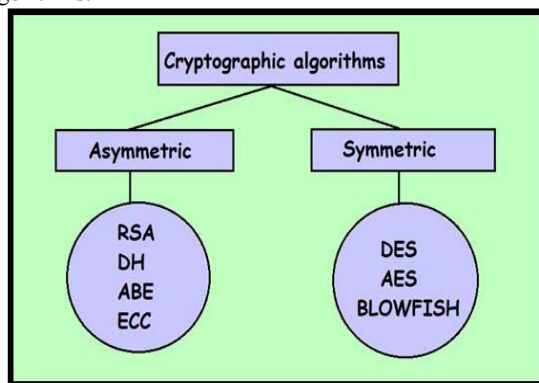 Cryptographic algorithms
Asymmetric
Symmetric
RSA
DH
ABE
ECC
DES
AES
BLOWFISH